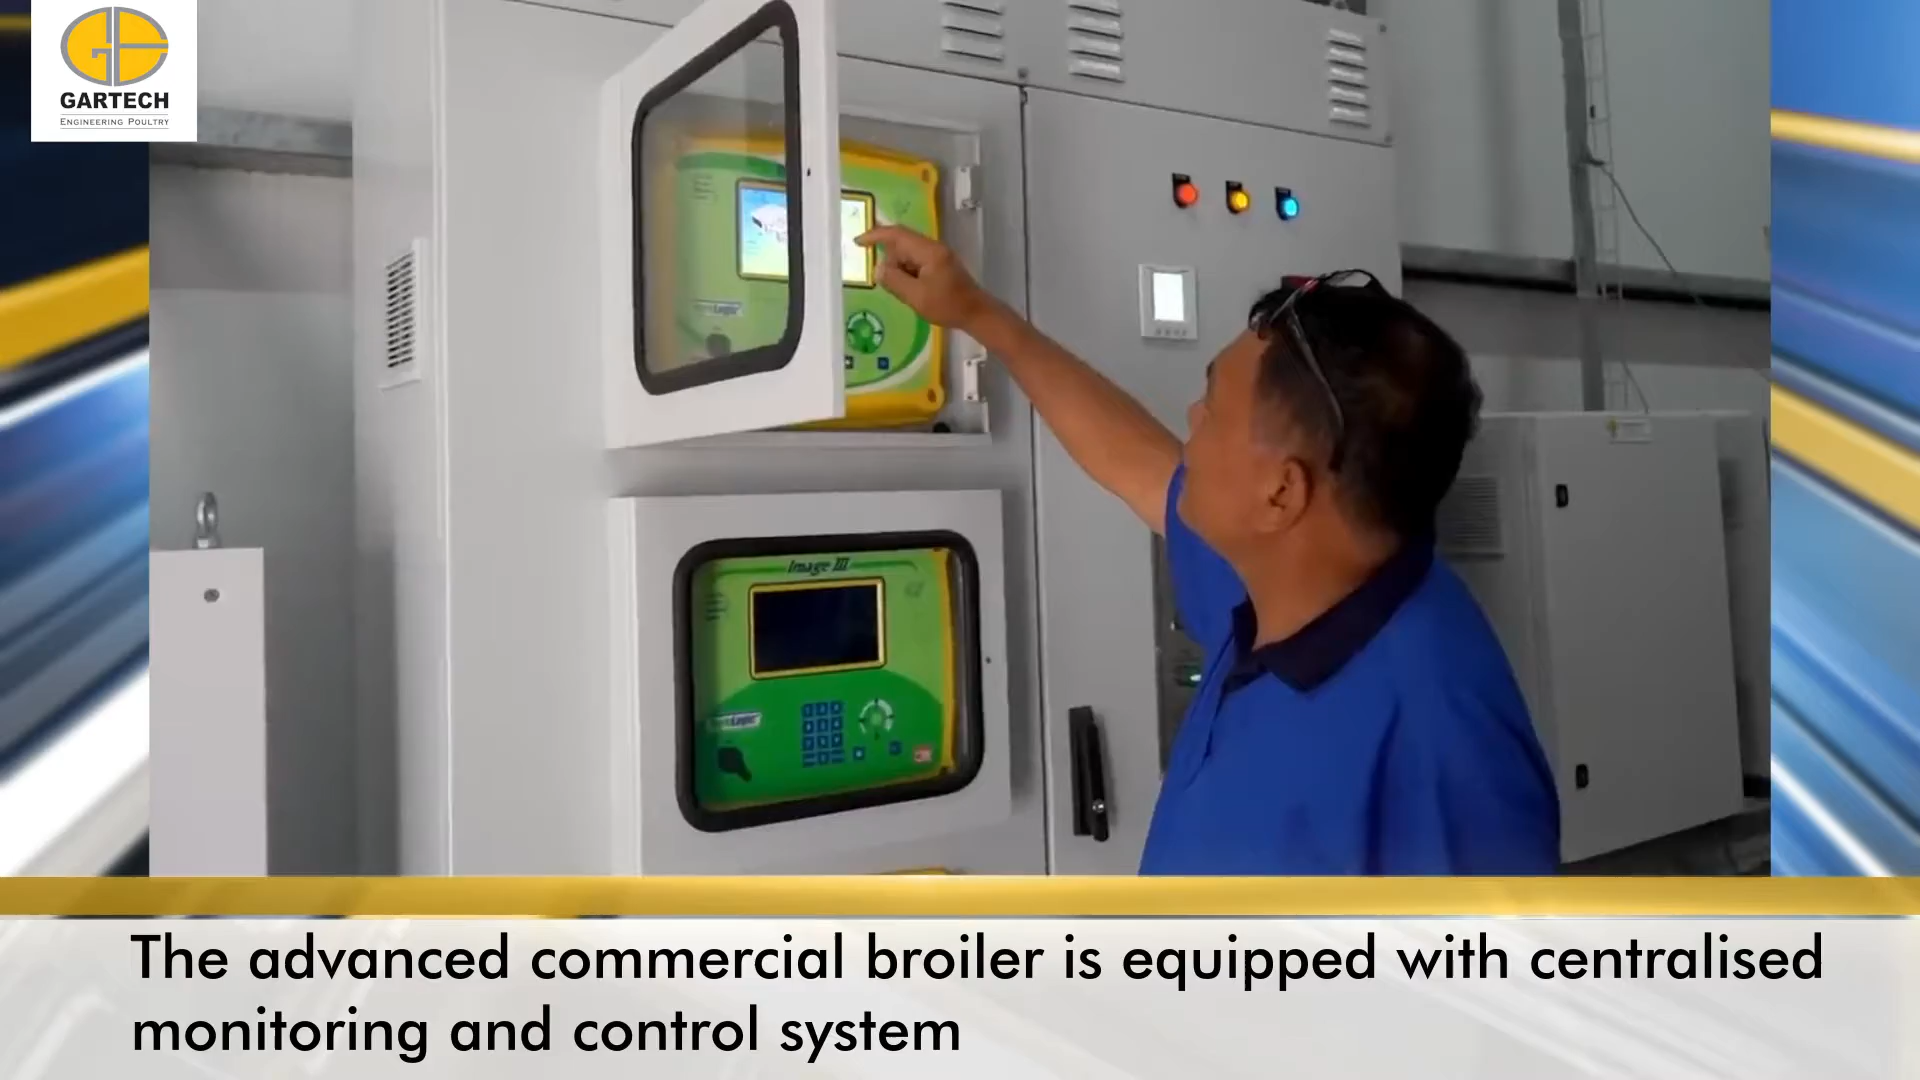 GARTECH
ENGINEERING POULTRY
Image III
The advanced commercial broiler is equipped with centralised
monitoring and control system